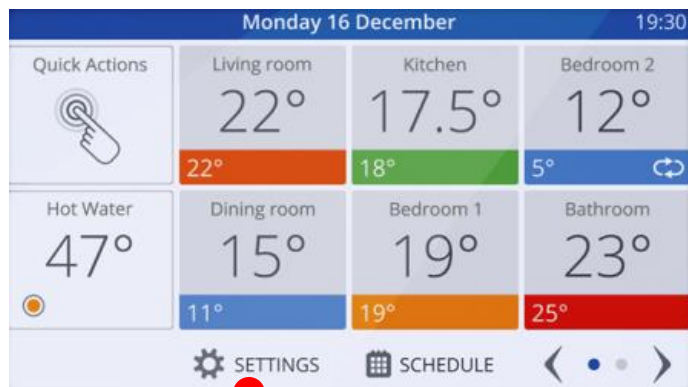 Monday 16 December 19:30
Quick Actions Living room Kitchen Bedroom 2
22° 17.5° 12°
22° 18° 5°
Hot Water Dining room Bedroom 1 Bathroom
47° 15° 19° 23°
11° 19° 25°
SETTINGS SCHEDULE